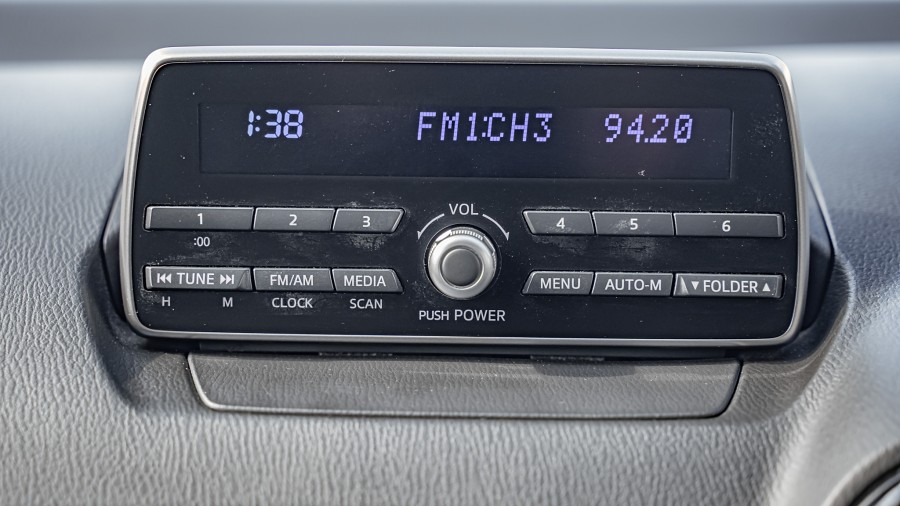 1:38 FM1:CH3 94.20
VOL
1 2 3 4 5 6
:00
⏮ TUNE ⏭ FM/AM MEDIA MENU AUTO-M ▼ FOLDER ▲
H M CLOCK SCAN
PUSH POWER